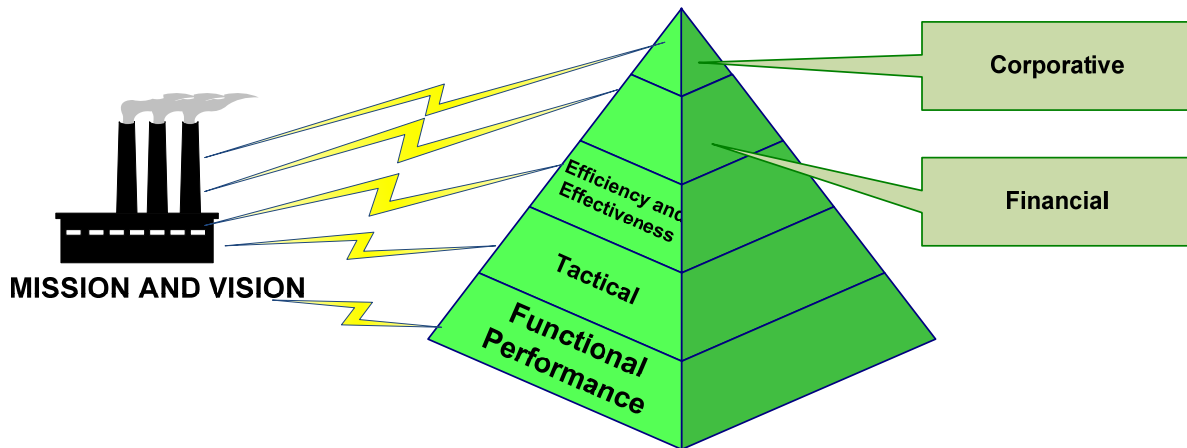 Corporative
Financial
Efficiency and
Effectiveness
Tactical
Functional
Performance
MISSION AND VISION